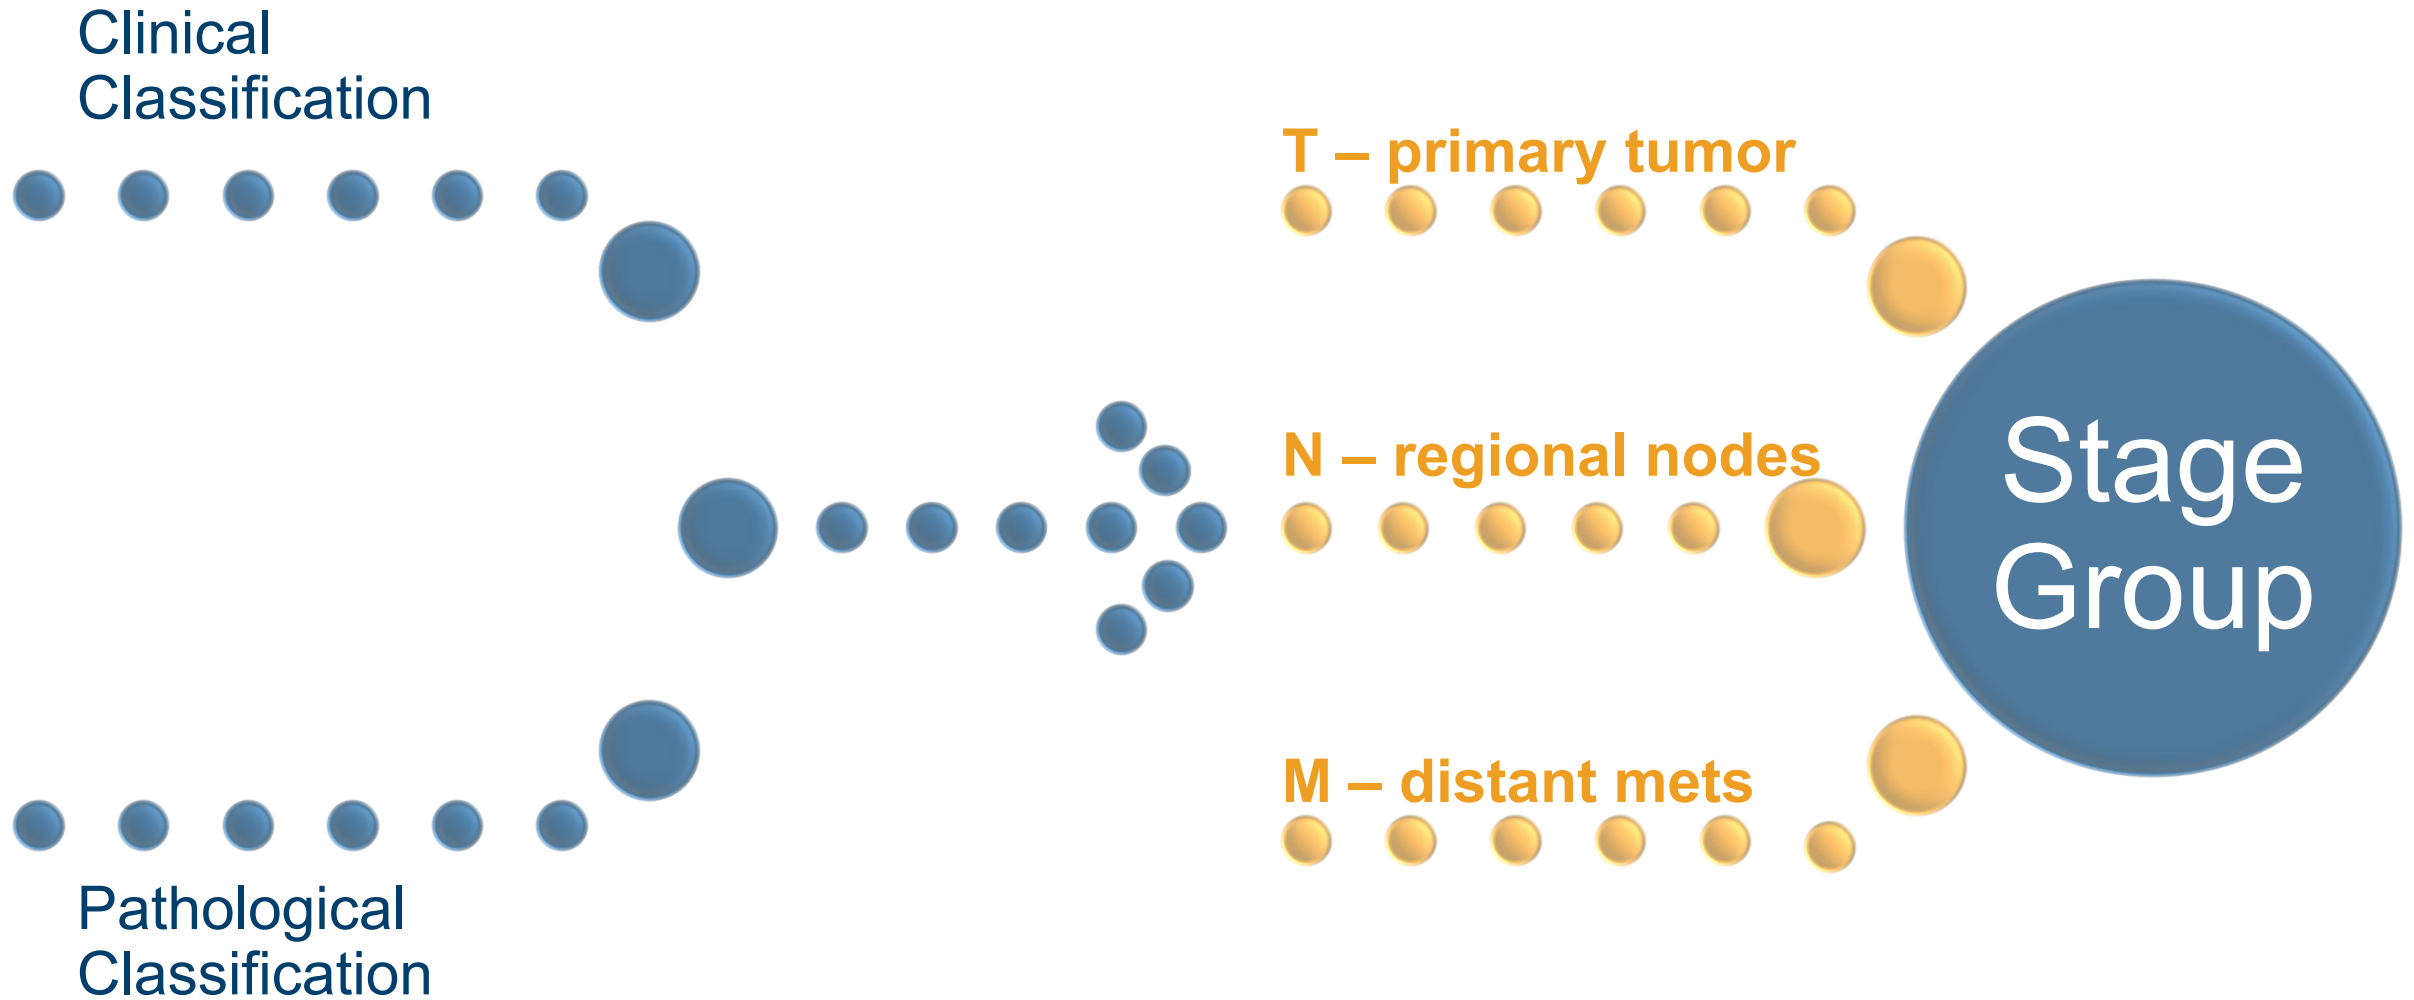 Clinical
Classification
T – primary tumor
N – regional nodes
Stage
Group
M – distant mets
Pathological
Classification